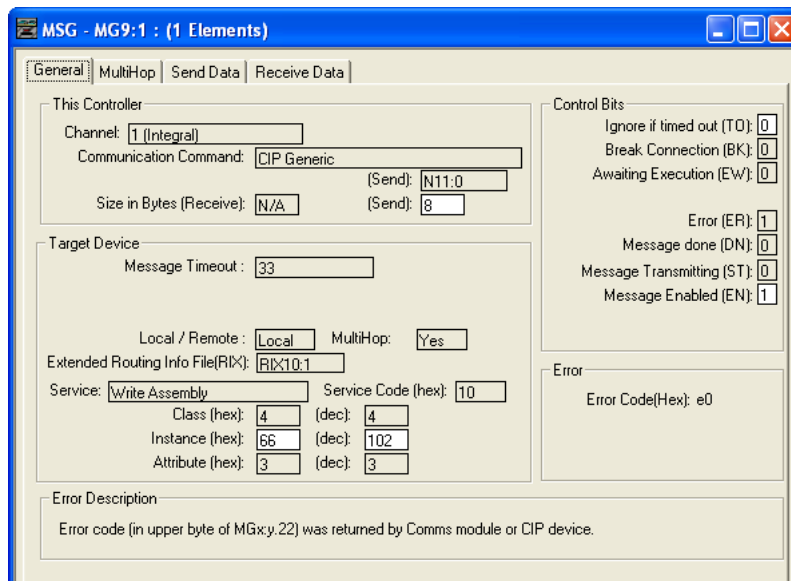 MSG - MG9:1 : (1 Elements)
General MultiHop Send Data Receive Data
This Controller
Channel: 1 (Integral)
Communication Command: CIP Generic
(Send): N11:0
Size in Bytes (Receive): N/A (Send): 8
Target Device
Message Timeout : 33
Local / Remote : Local MultiHop: Yes
Extended Routing Info File(RIX): RIX10:1
Service: Write Assembly Service Code (hex): 10
Class (hex): 4 (dec): 4
Instance (hex): 66 (dec): 102
Attribute (hex): 3 (dec): 3
Control Bits
Ignore if timed out (TO): 0
Break Connection (BK): 0
Awaiting Execution (EW): 0
Error (ER): 1
Message done (DN): 0
Message Transmitting (ST): 0
Message Enabled (EN): 1
Error
Error Code(Hex): e0
Error Description
Error code (in upper byte of MGx:y.22) was returned by Comms module or CIP device.